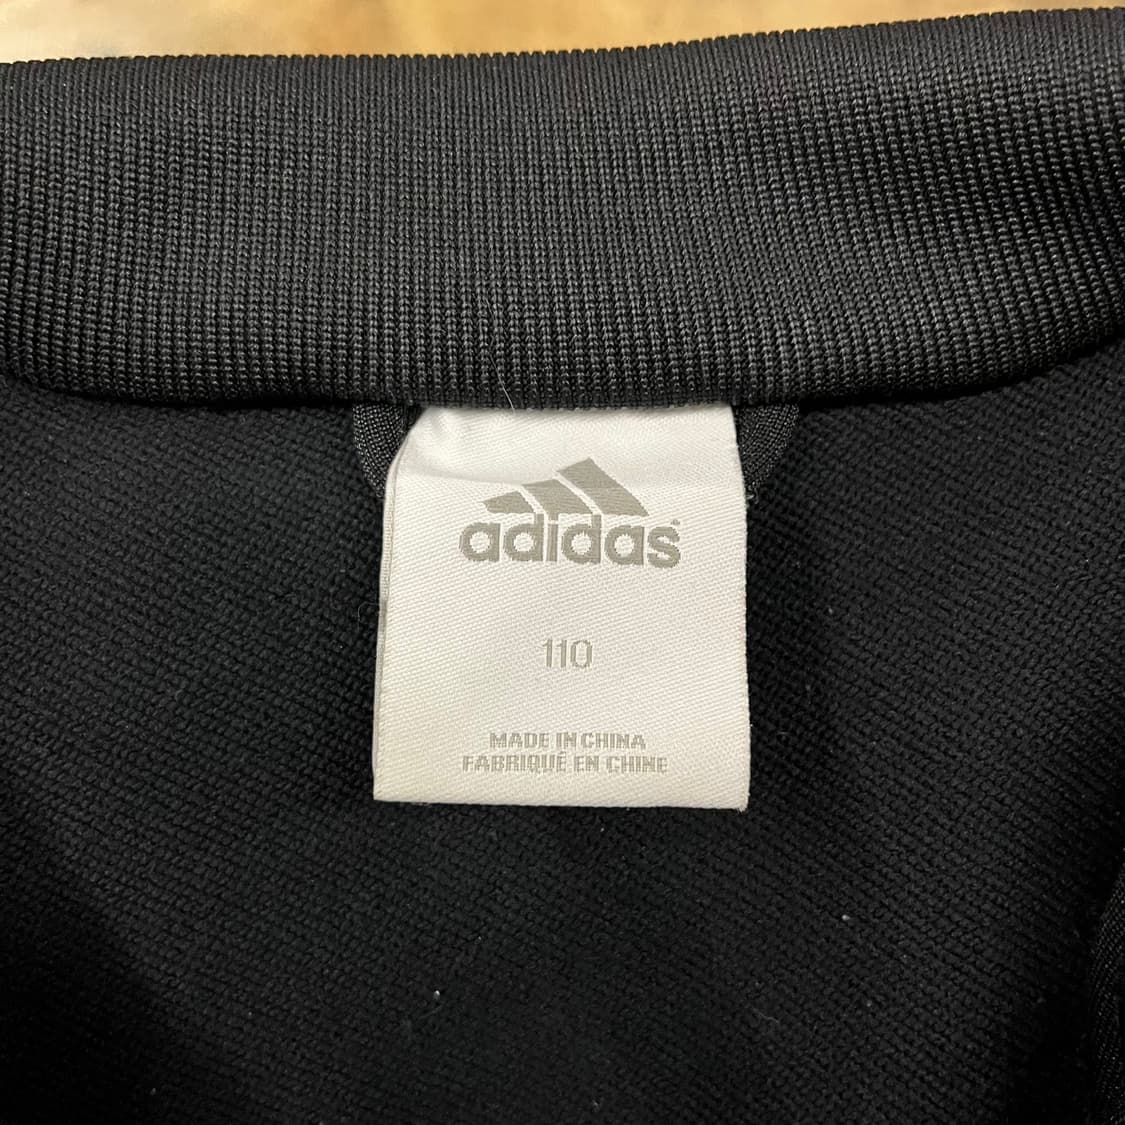 adidas
110
MADE IN CHINA
FABRIQUÉ EN CHINE